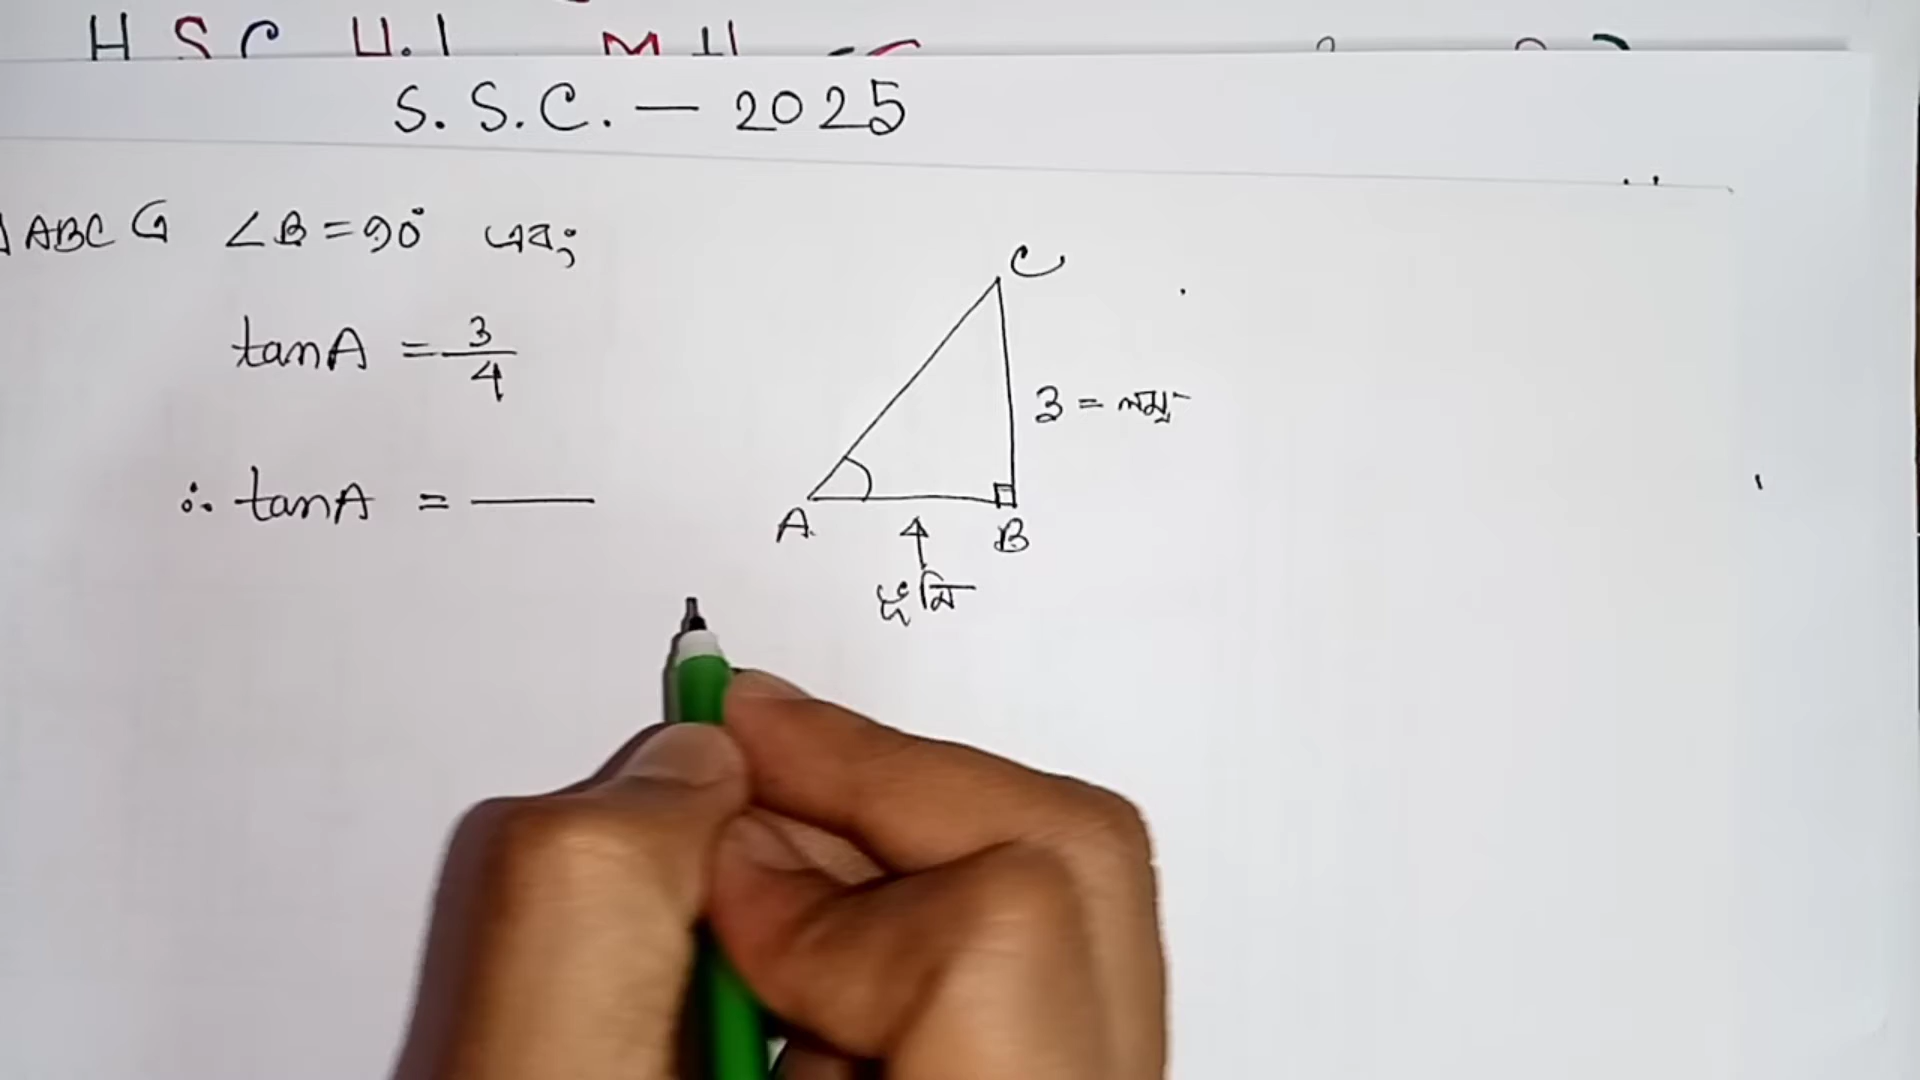 S. S. C. — 2025
ABC এ ∠B = 90° এবং
tanA = 3/4
∴ tanA =
C
3 = লম্ব
A
4
B
ভূমি